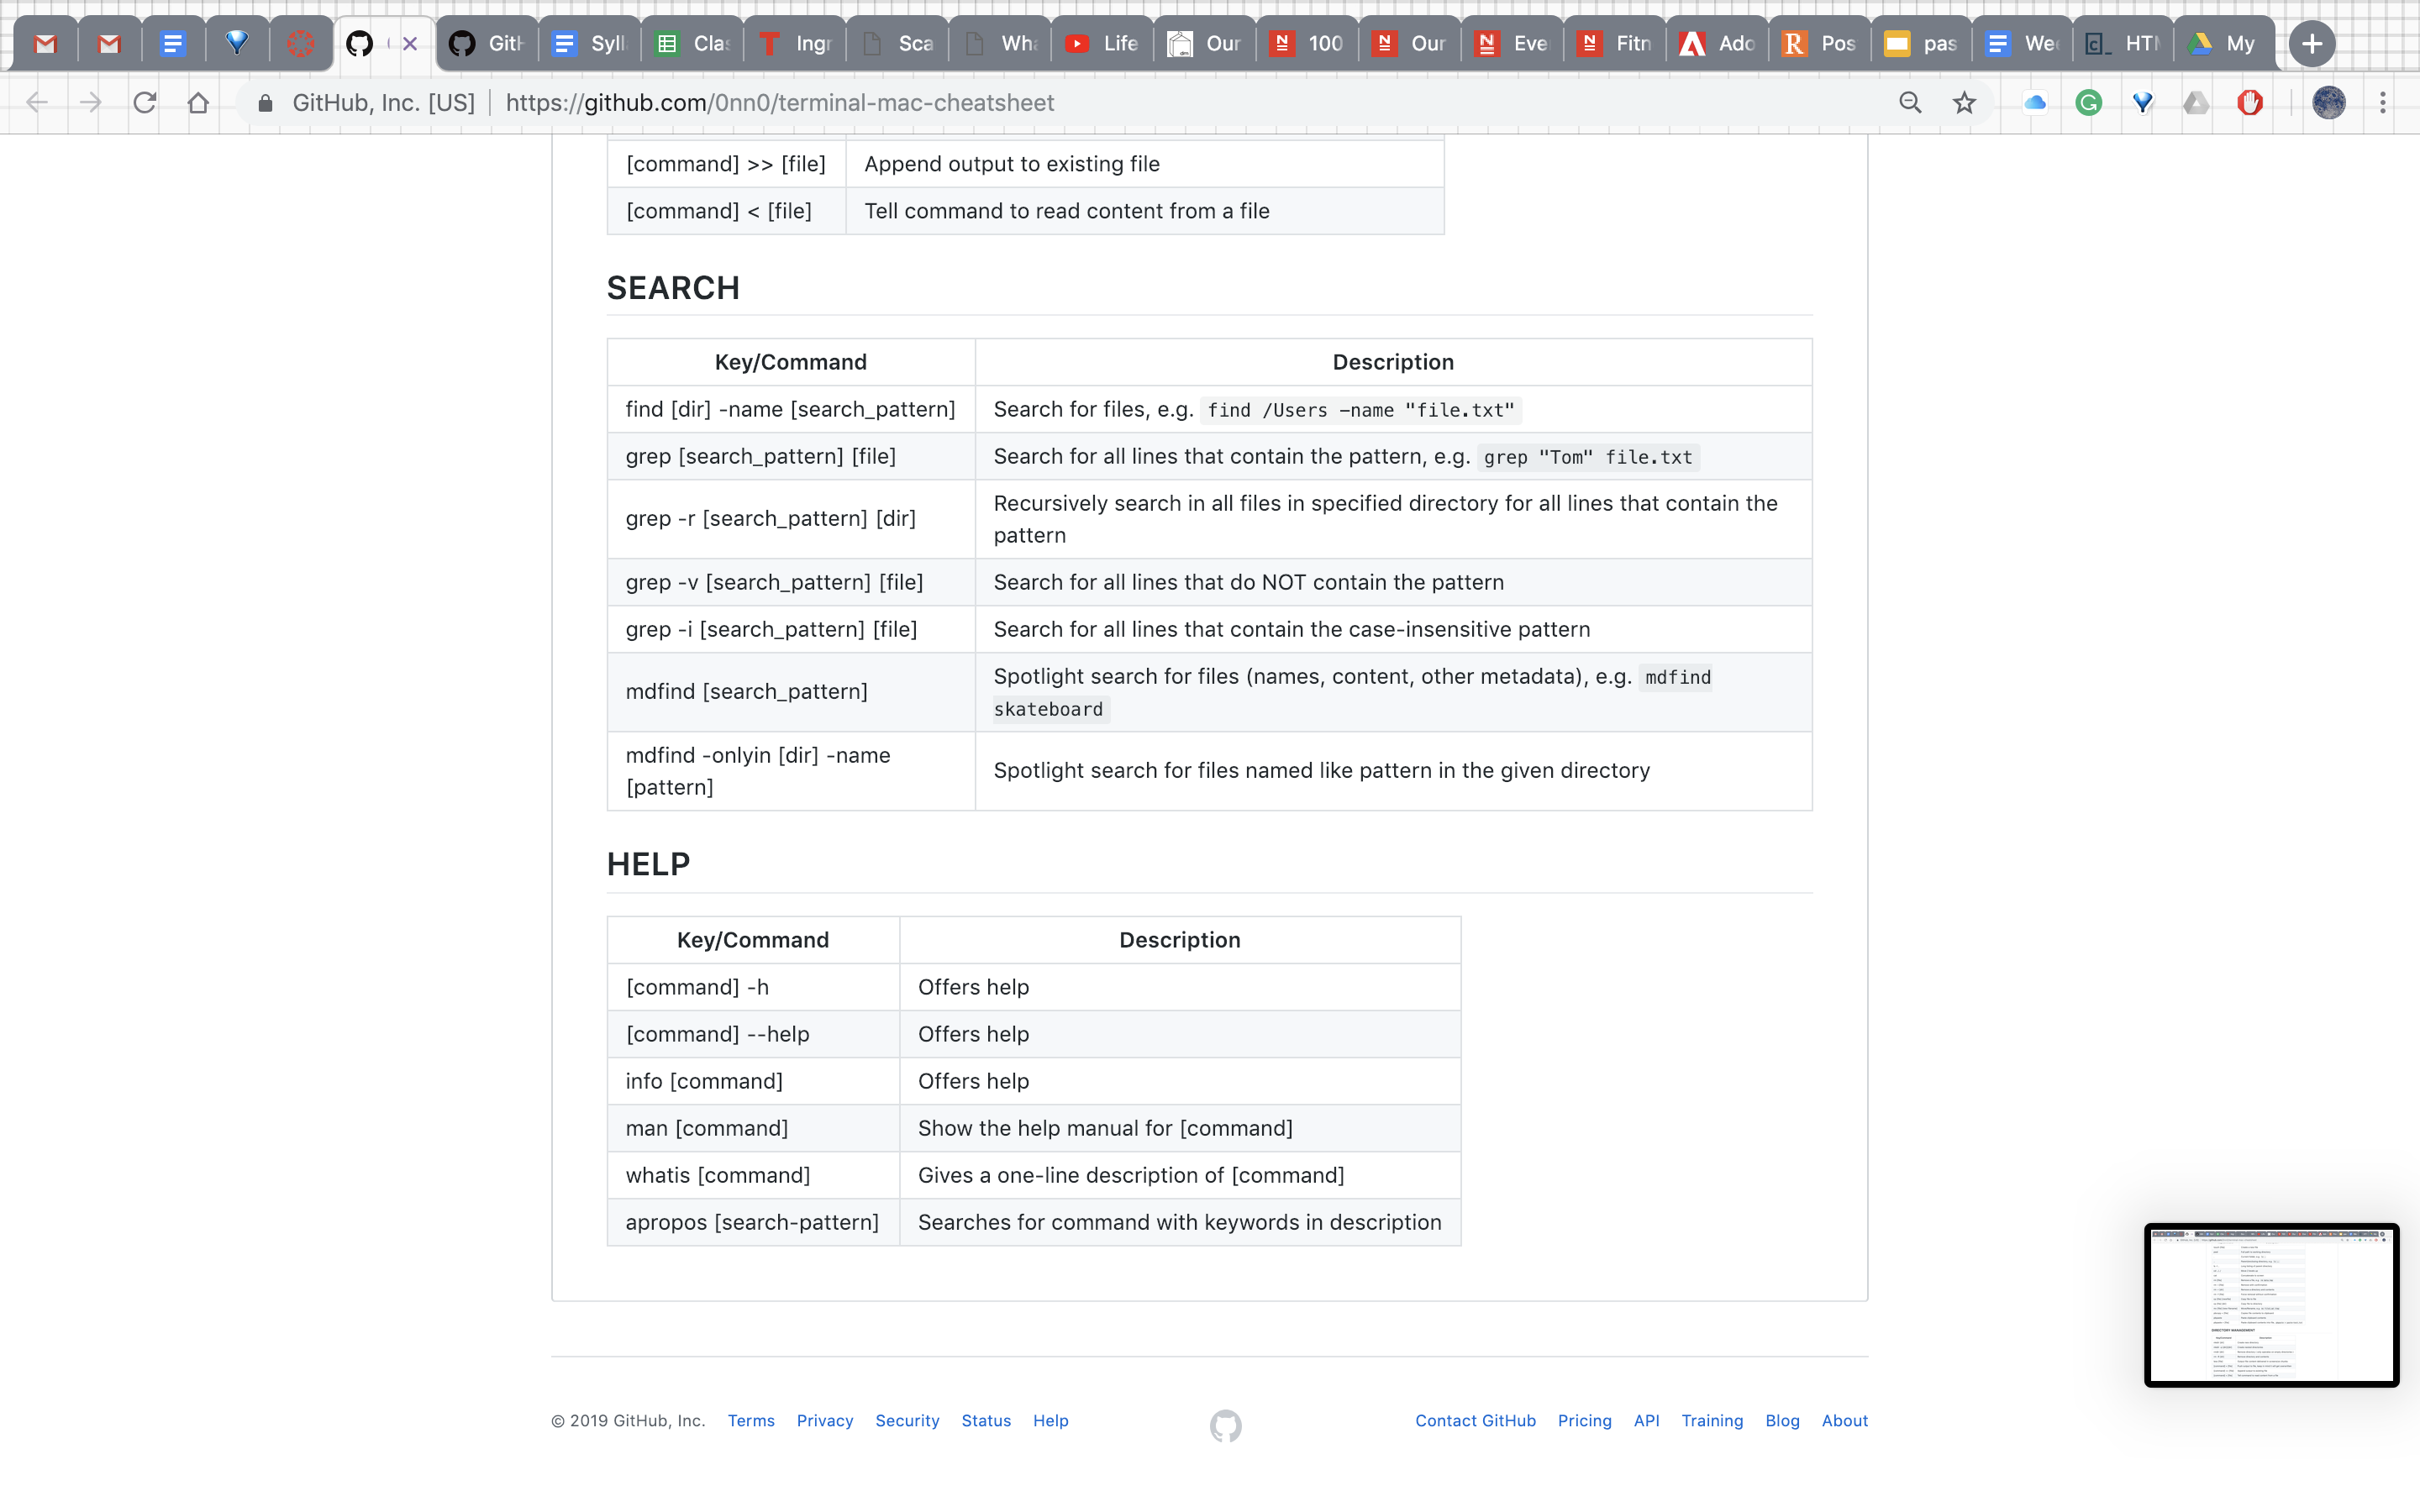 GitH
Syll
Clas
Ingr
Sca
Wha
Life
Our
100
Our
Eve
Fitn
Ado
Pos
pas
Wee
HTM
My
GitHub, Inc. [US] https://github.com/0nn0/terminal-mac-cheatsheet
[command] >> [file] Append output to existing file
[command] < [file] Tell command to read content from a file
SEARCH
Key/Command Description
find [dir] -name [search_pattern] Search for files, e.g. find /Users -name "file.txt"
grep [search_pattern] [file] Search for all lines that contain the pattern, e.g. grep "Tom" file.txt
grep -r [search_pattern] [dir] Recursively search in all files in specified directory for all lines that contain the
pattern
grep -v [search_pattern] [file] Search for all lines that do NOT contain the pattern
grep -i [search_pattern] [file] Search for all lines that contain the case-insensitive pattern
mdfind [search_pattern] Spotlight search for files (names, content, other metadata), e.g. mdfind
skateboard
mdfind -onlyin [dir] -name
[pattern] Spotlight search for files named like pattern in the given directory
HELP
Key/Command Description
[command] -h Offers help
[command] --help Offers help
info [command] Offers help
man [command] Show the help manual for [command]
whatis [command] Gives a one-line description of [command]
apropos [search-pattern] Searches for command with keywords in description
© 2019 GitHub, Inc. Terms Privacy Security Status Help Contact GitHub Pricing API Training Blog About